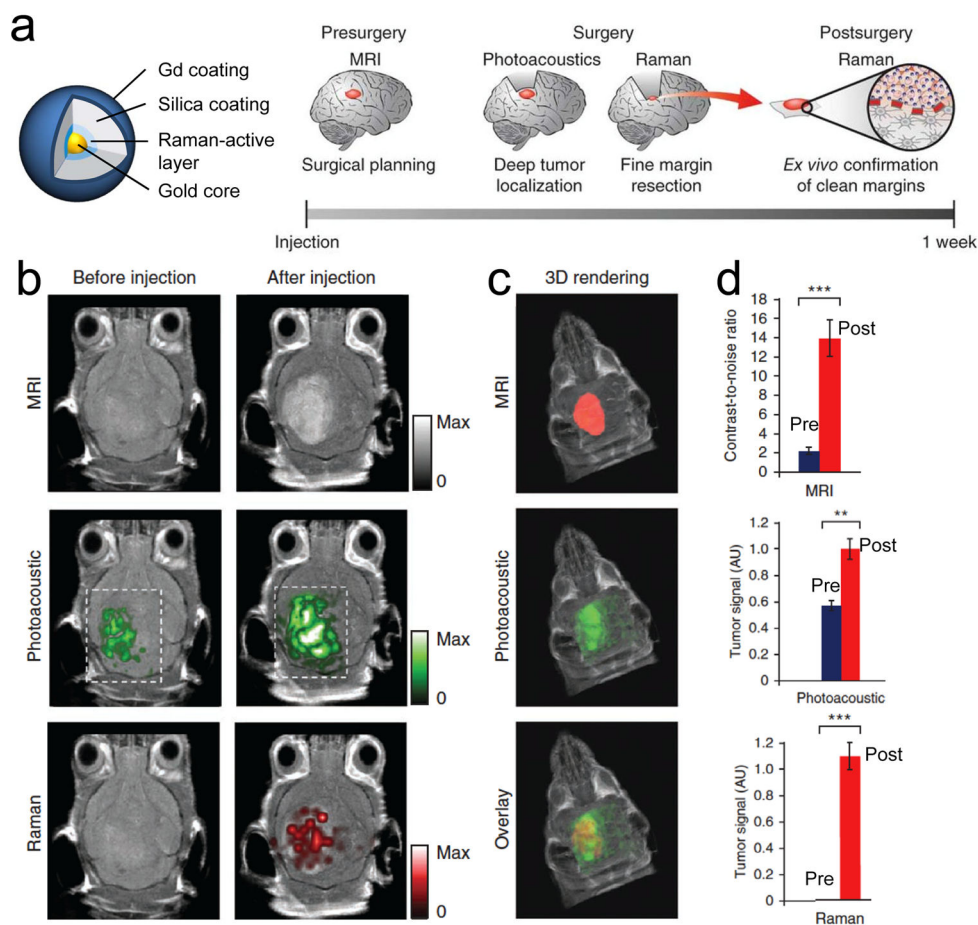 a
Gd coating
Silica coating
Raman-active
layer
Gold core
Presurgery
MRI
Surgical planning
Surgery
Photoacoustics
Raman
Deep tumor
localization
Fine margin
resection
Postsurgery
Raman
Ex vivo confirmation
of clean margins
Injection
1 week
b
Before injection
After injection
MRI
Max
0
Photoacoustic
Max
0
Raman
Max
0
c
3D rendering
MRI
Photoacoustic
Overlay
d
Contrast-to-noise ratio
18
16
14
12
10
8
6
4
2
0
***
Pre
Post
MRI
Tumor signal (AU)
1.2
1.0
0.8
0.6
0.4
0.2
0
**
Pre
Post
Photoacoustic
Tumor signal (AU)
1.2
1.0
0.8
0.6
0.4
0.2
0
***
Pre
Post
Raman